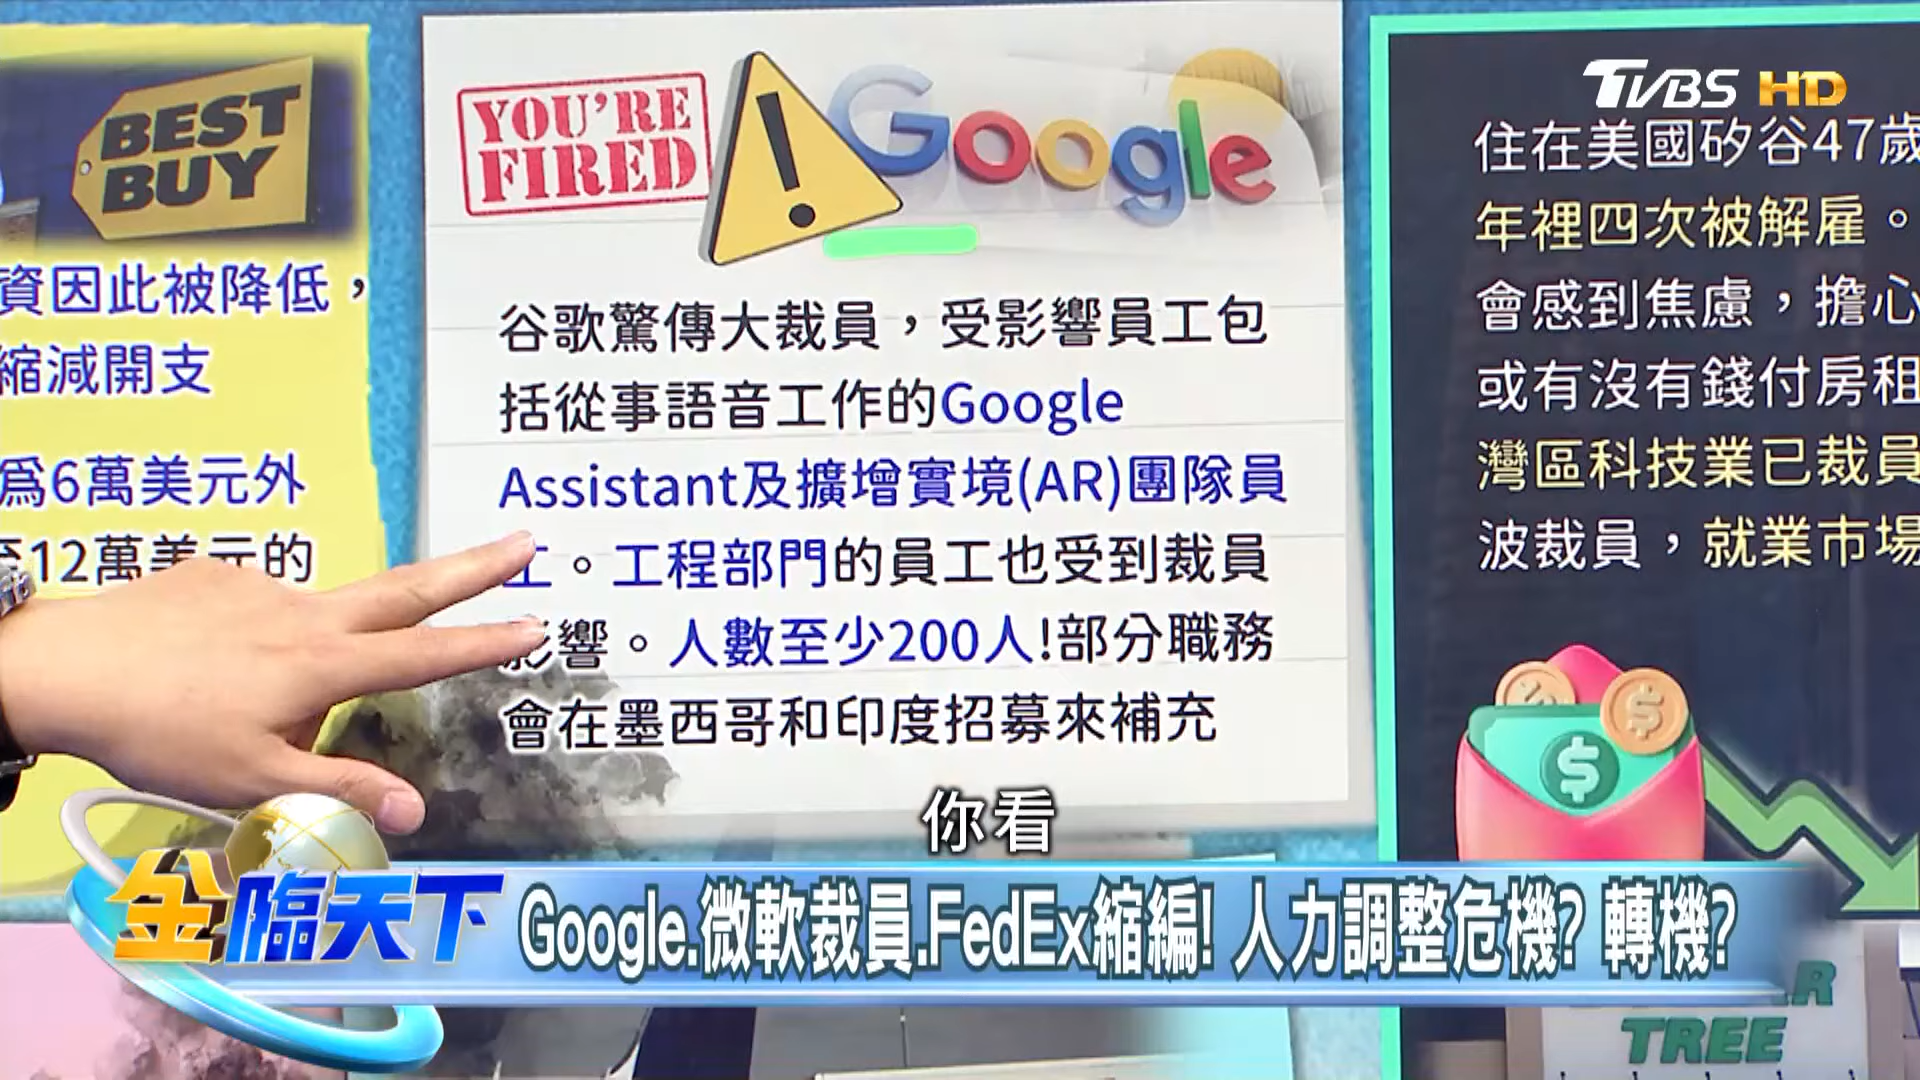 BEST
BUY
資因此被降低，
縮減開支
爲6萬美元外
至12萬美元的
YOU'RE
FIRED
Google
谷歌驚傳大裁員，受影響員工包
括從事語音工作的Google
Assistant及擴增實境(AR)團隊員
工。工程部門的員工也受到裁員
影響。人數至少200人!部分職務
會在墨西哥和印度招募來補充
TVBS HD
住在美國矽谷47歲
年裡四次被解雇。
會感到焦慮，擔心
或有沒有錢付房租
灣區科技業已裁員
波裁員，就業市場
你看
金臨天下
Google.微軟裁員.FedEx縮編! 人力調整危機? 轉機?
TREE